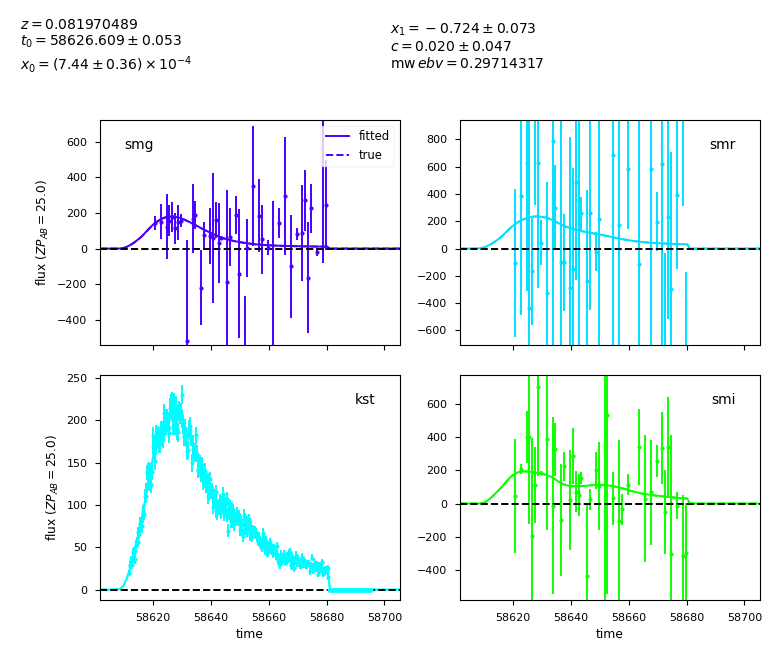 z = 0.081970489
t₀ = 58626.609 ± 0.053
x₀ = (7.44 ± 0.36) × 10⁻⁴
x₁ = −0.724 ± 0.073
c = 0.020 ± 0.047
mw ebv = 0.29714317
smg
fitted
true
600
400
200
0
−200
−400
flux (ZP_AB = 25.0)
smr
800
600
400
200
0
−200
−400
−600
kst
250
200
150
100
50
0
flux (ZP_AB = 25.0)
58620 58640 58660 58680 58700
time
smi
600
400
200
0
−200
−400
58620 58640 58660 58680 58700
time